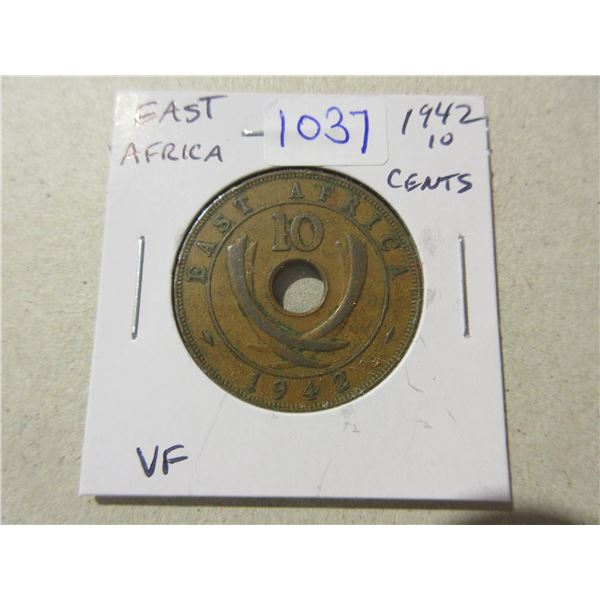 EAST
AFRICA
1037
1942
10
CENTS
EAST AFRICA
10
1942
VF